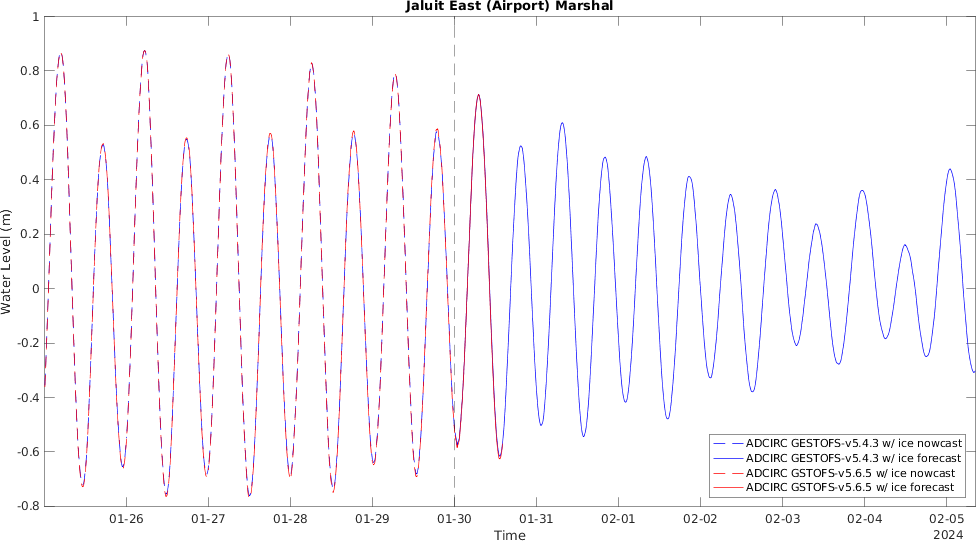 Jaluit East (Airport) Marshal
1
0.8
0.6
0.4
0.2
0
-0.2
-0.4
-0.6
-0.8
Water Level (m)
ADCIRC GESTOFS-v5.4.3 w/ ice nowcast
ADCIRC GESTOFS-v5.4.3 w/ ice forecast
ADCIRC GSTOFS-v5.6.5 w/ ice nowcast
ADCIRC GSTOFS-v5.6.5 w/ ice forecast
01-26 01-27 01-28 01-29 01-30 01-31 02-01 02-02 02-03 02-04 02-05
Time
2024